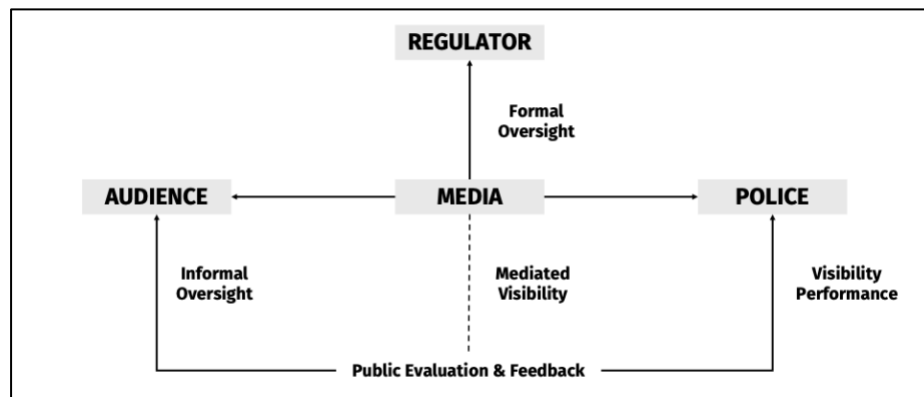 REGULATOR
Formal
Oversight
AUDIENCE
MEDIA
POLICE
Informal
Oversight
Mediated
Visibility
Visibility
Performance
Public Evaluation & Feedback